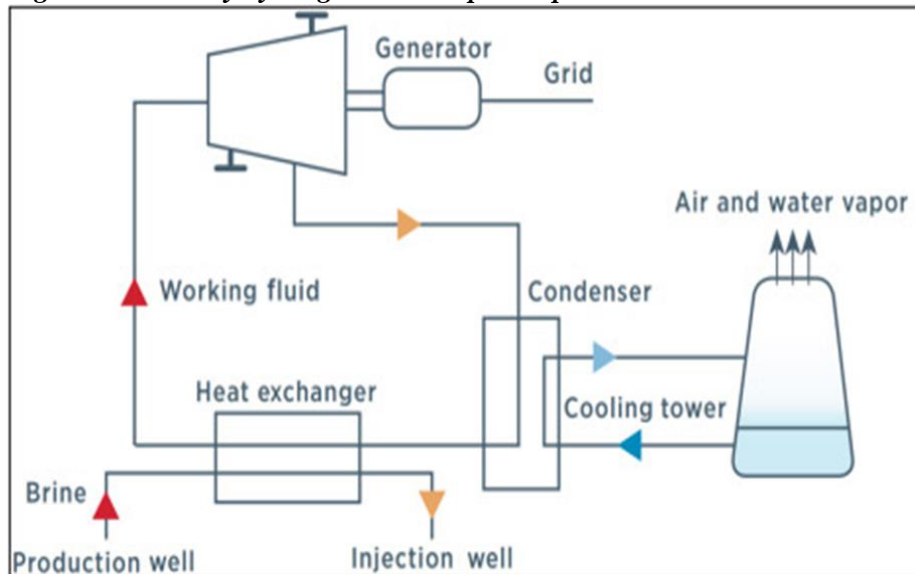 Generator
Grid
Air and water vapor
Working fluid
Condenser
Heat exchanger
Cooling tower
Brine
Production well
Injection well